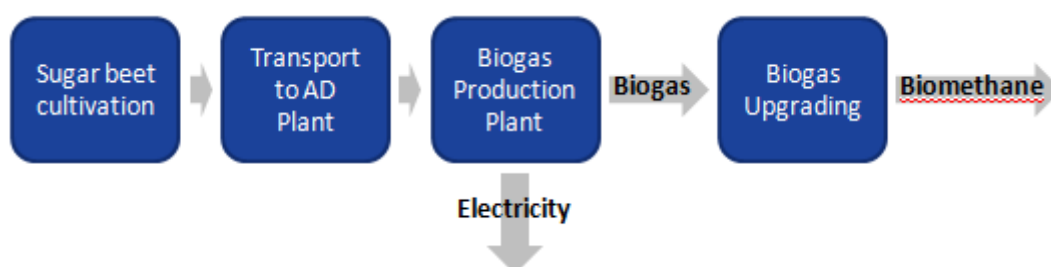 Sugar beet
cultivation
Transport
to AD
Plant
Biogas
Production
Plant
Biogas
Biogas
Upgrading
Biomethane
Electricity